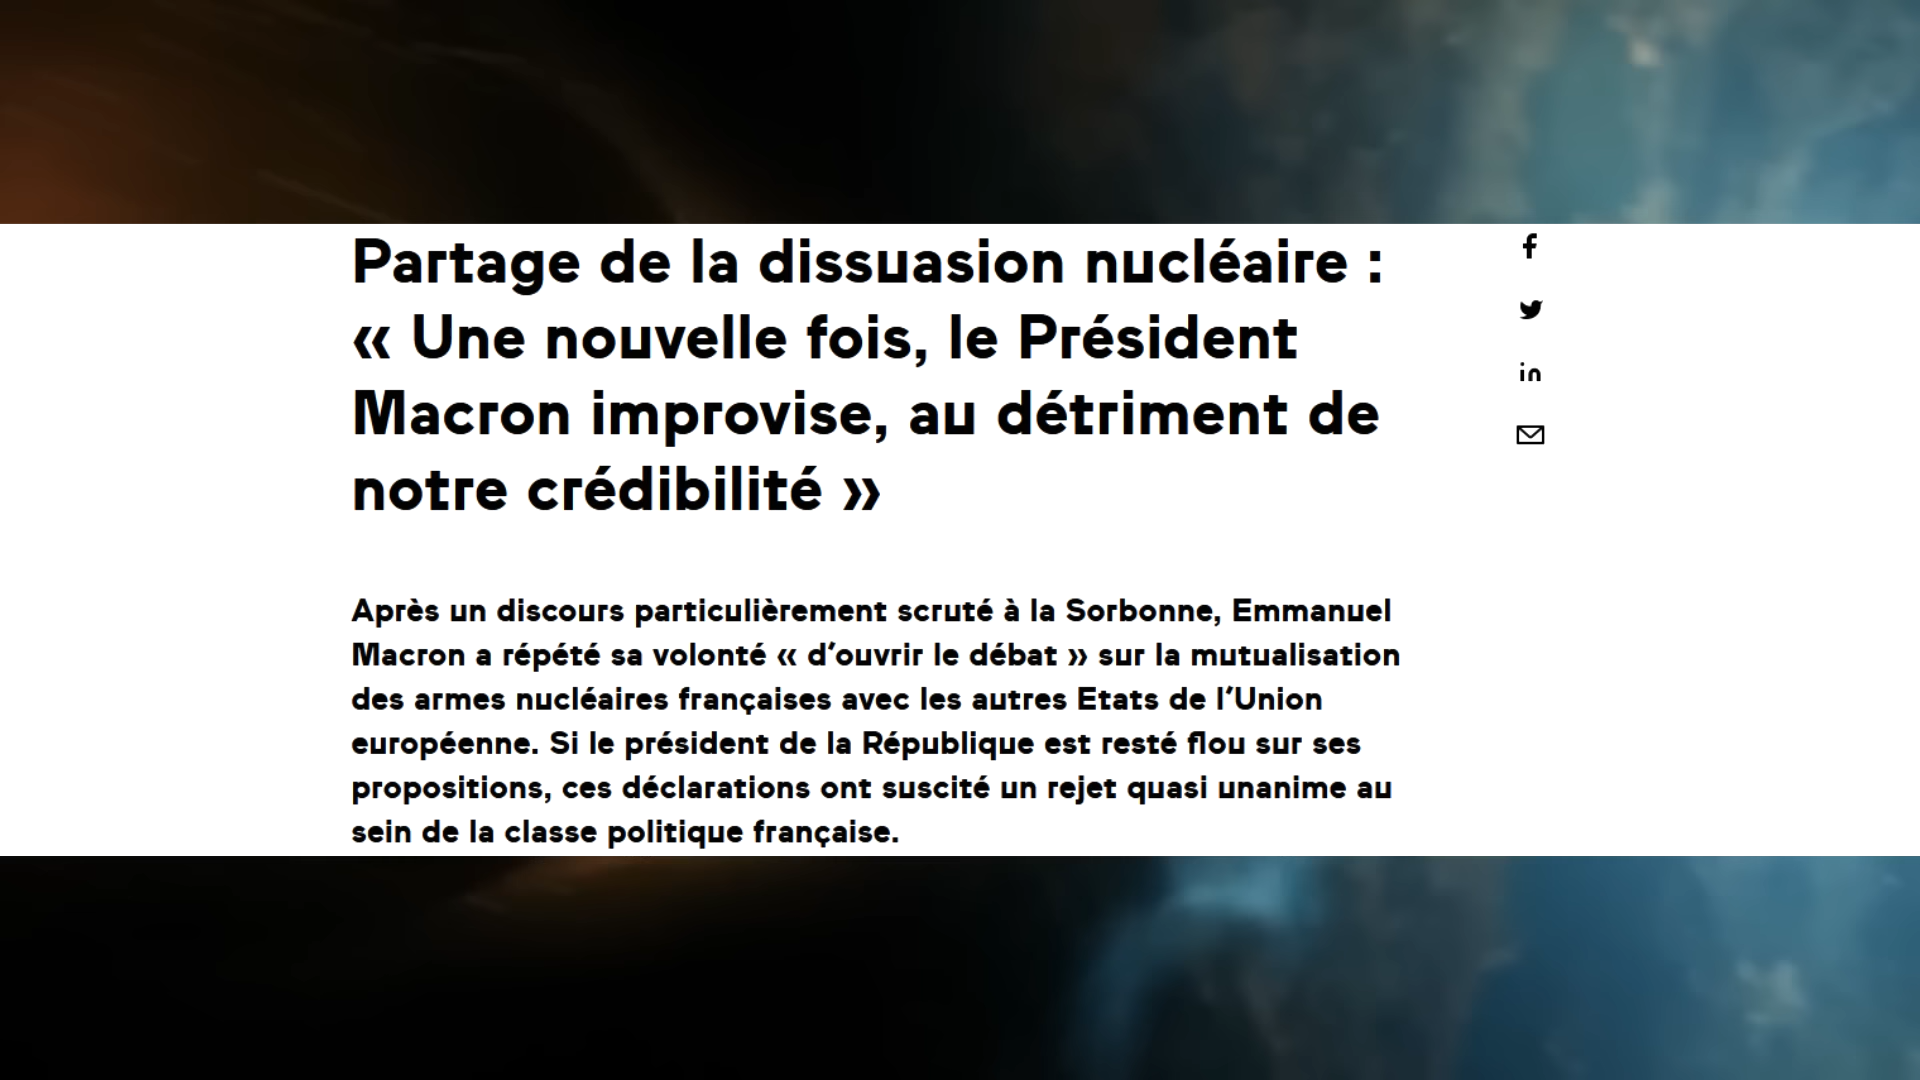 Partage de la dissuasion nucléaire :
« Une nouvelle fois, le Président
Macron improvise, au détriment de
notre crédibilité »
Après un discours particulièrement scruté à la Sorbonne, Emmanuel
Macron a répété sa volonté « d’ouvrir le débat » sur la mutualisation
des armes nucléaires françaises avec les autres Etats de l’Union
européenne. Si le président de la République est resté flou sur ses
propositions, ces déclarations ont suscité un rejet quasi unanime au
sein de la classe politique française.